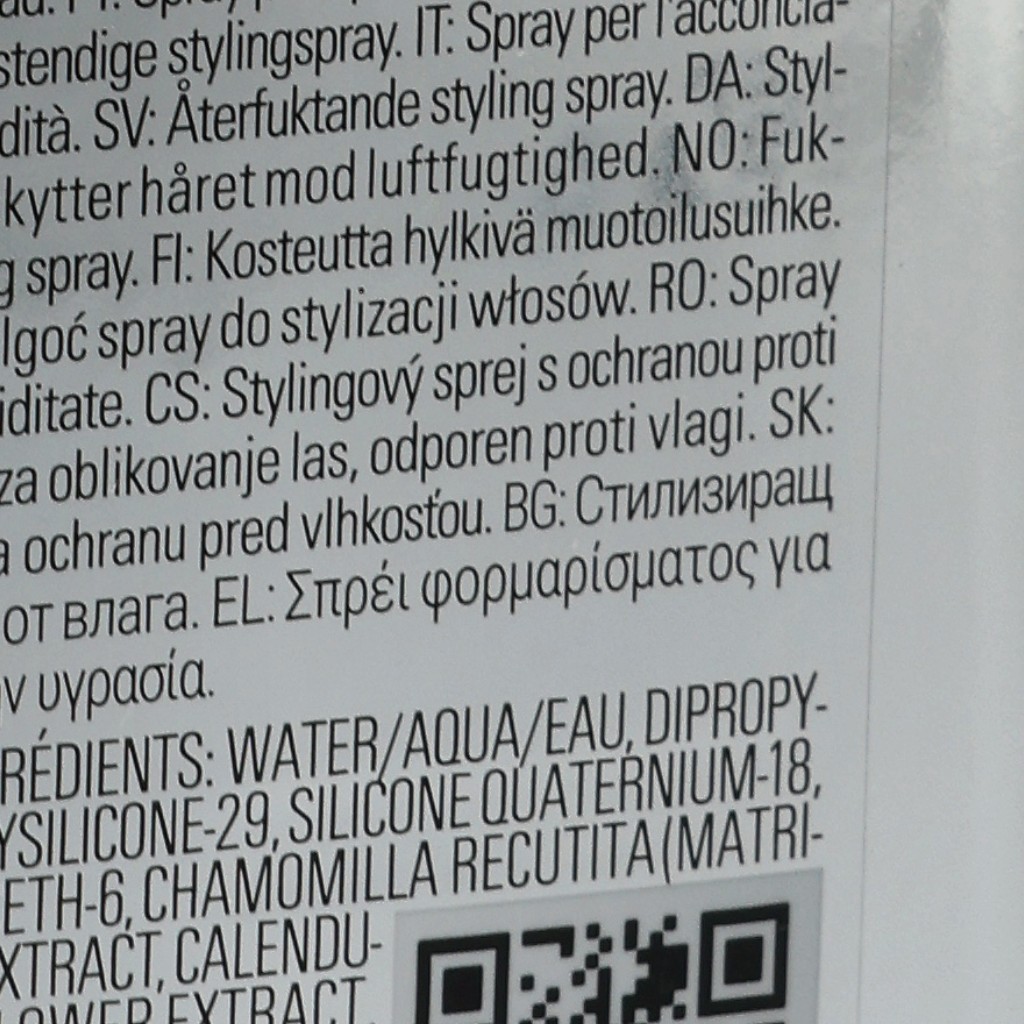 stendige stylingspray. IT: Spray per l'acconcia-
dità. SV: Återfuktande styling spray. DA: Styl-
kytter håret mod luftfugtighed. NO: Fuk-
g spray. FI: Kosteutta hylkivä muotoilusuihke.
lgoć spray do stylizacji włosów. RO: Spray
iditate. CS: Stylingový sprej s ochranou proti
za oblikovanje las, odporen proti vlagi. SK:
a ochranu pred vlhkosťou. BG: Стилизиращ
от влага. EL: Σπρέι φορμαρίσματος για
ν υγρασία.
RÉDIENTS: WATER/AQUA/EAU, DIPROPY-
YSILICONE-29, SILICONE QUATERNIUM-18,
ETH-6, CHAMOMILLA RECUTITA (MATRI-
XTRACT, CALENDU-
LOWER EXTRACT,